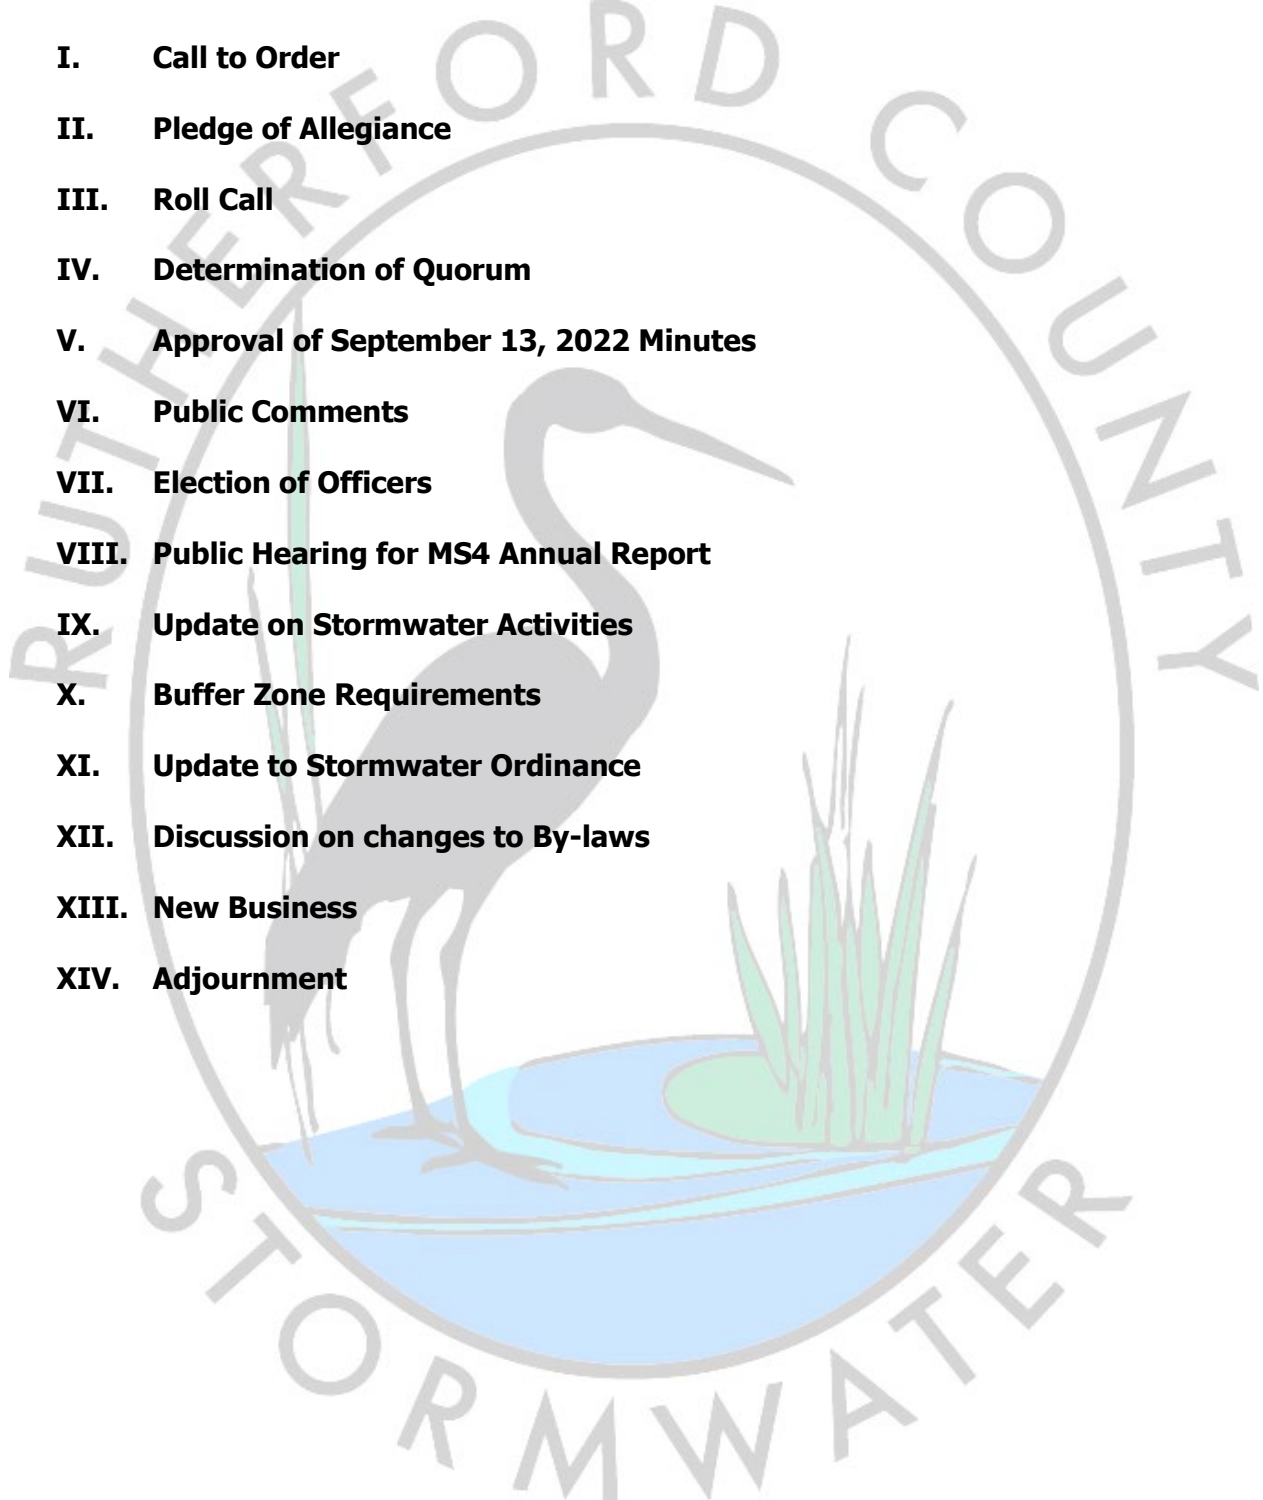 RUTHERFORD COUNTY
I. Call to Order
II. Pledge of Allegiance
III. Roll Call
IV. Determination of Quorum
V. Approval of September 13, 2022 Minutes
VI. Public Comments
VII. Election of Officers
VIII. Public Hearing for MS4 Annual Report
IX. Update on Stormwater Activities
X. Buffer Zone Requirements
XI. Update to Stormwater Ordinance
XII. Discussion on changes to By-laws
XIII. New Business
XIV. Adjournment
STORMWATER